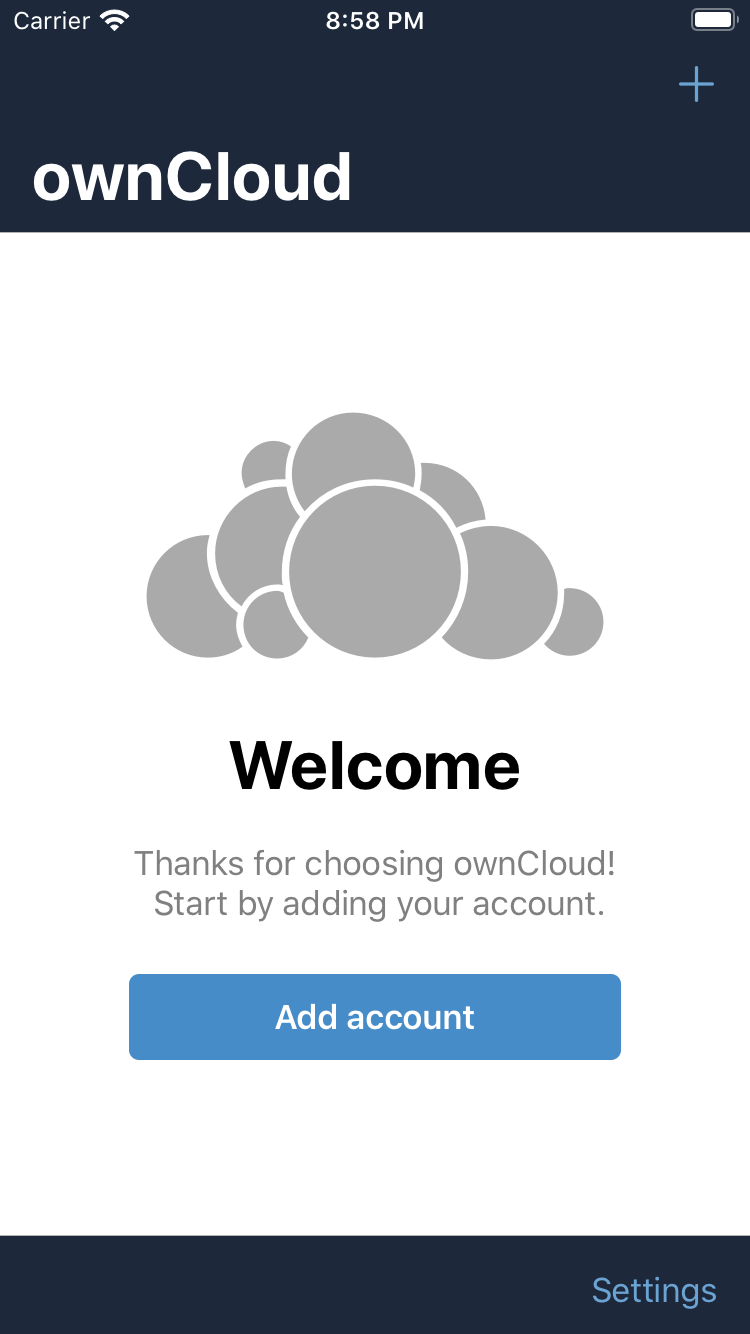 Carrier 8:58 PM
ownCloud
Welcome
Thanks for choosing ownCloud!
Start by adding your account.
Add account
Settings